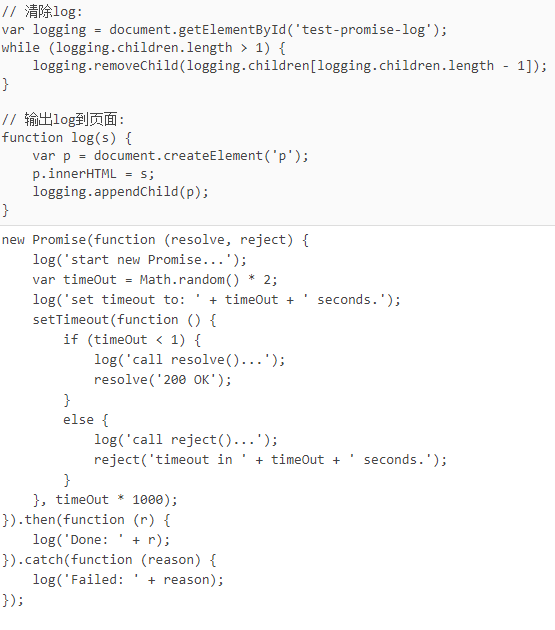 // 清除log:
var logging = document.getElementById('test-promise-log');
while (logging.children.length > 1) {
    logging.removeChild(logging.children[logging.children.length - 1]);
}

// 输出log到页面:
function log(s) {
    var p = document.createElement('p');
    p.innerHTML = s;
    logging.appendChild(p);
}
new Promise(function (resolve, reject) {
    log('start new Promise...');
    var timeOut = Math.random() * 2;
    log('set timeout to: ' + timeOut + ' seconds.');
    setTimeout(function () {
        if (timeOut < 1) {
            log('call resolve()...');
            resolve('200 OK');
        }
        else {
            log('call reject()...');
            reject('timeout in ' + timeOut + ' seconds.');
        }
    }, timeOut * 1000);
}).then(function (r) {
    log('Done: ' + r);
}).catch(function (reason) {
    log('Failed: ' + reason);
});